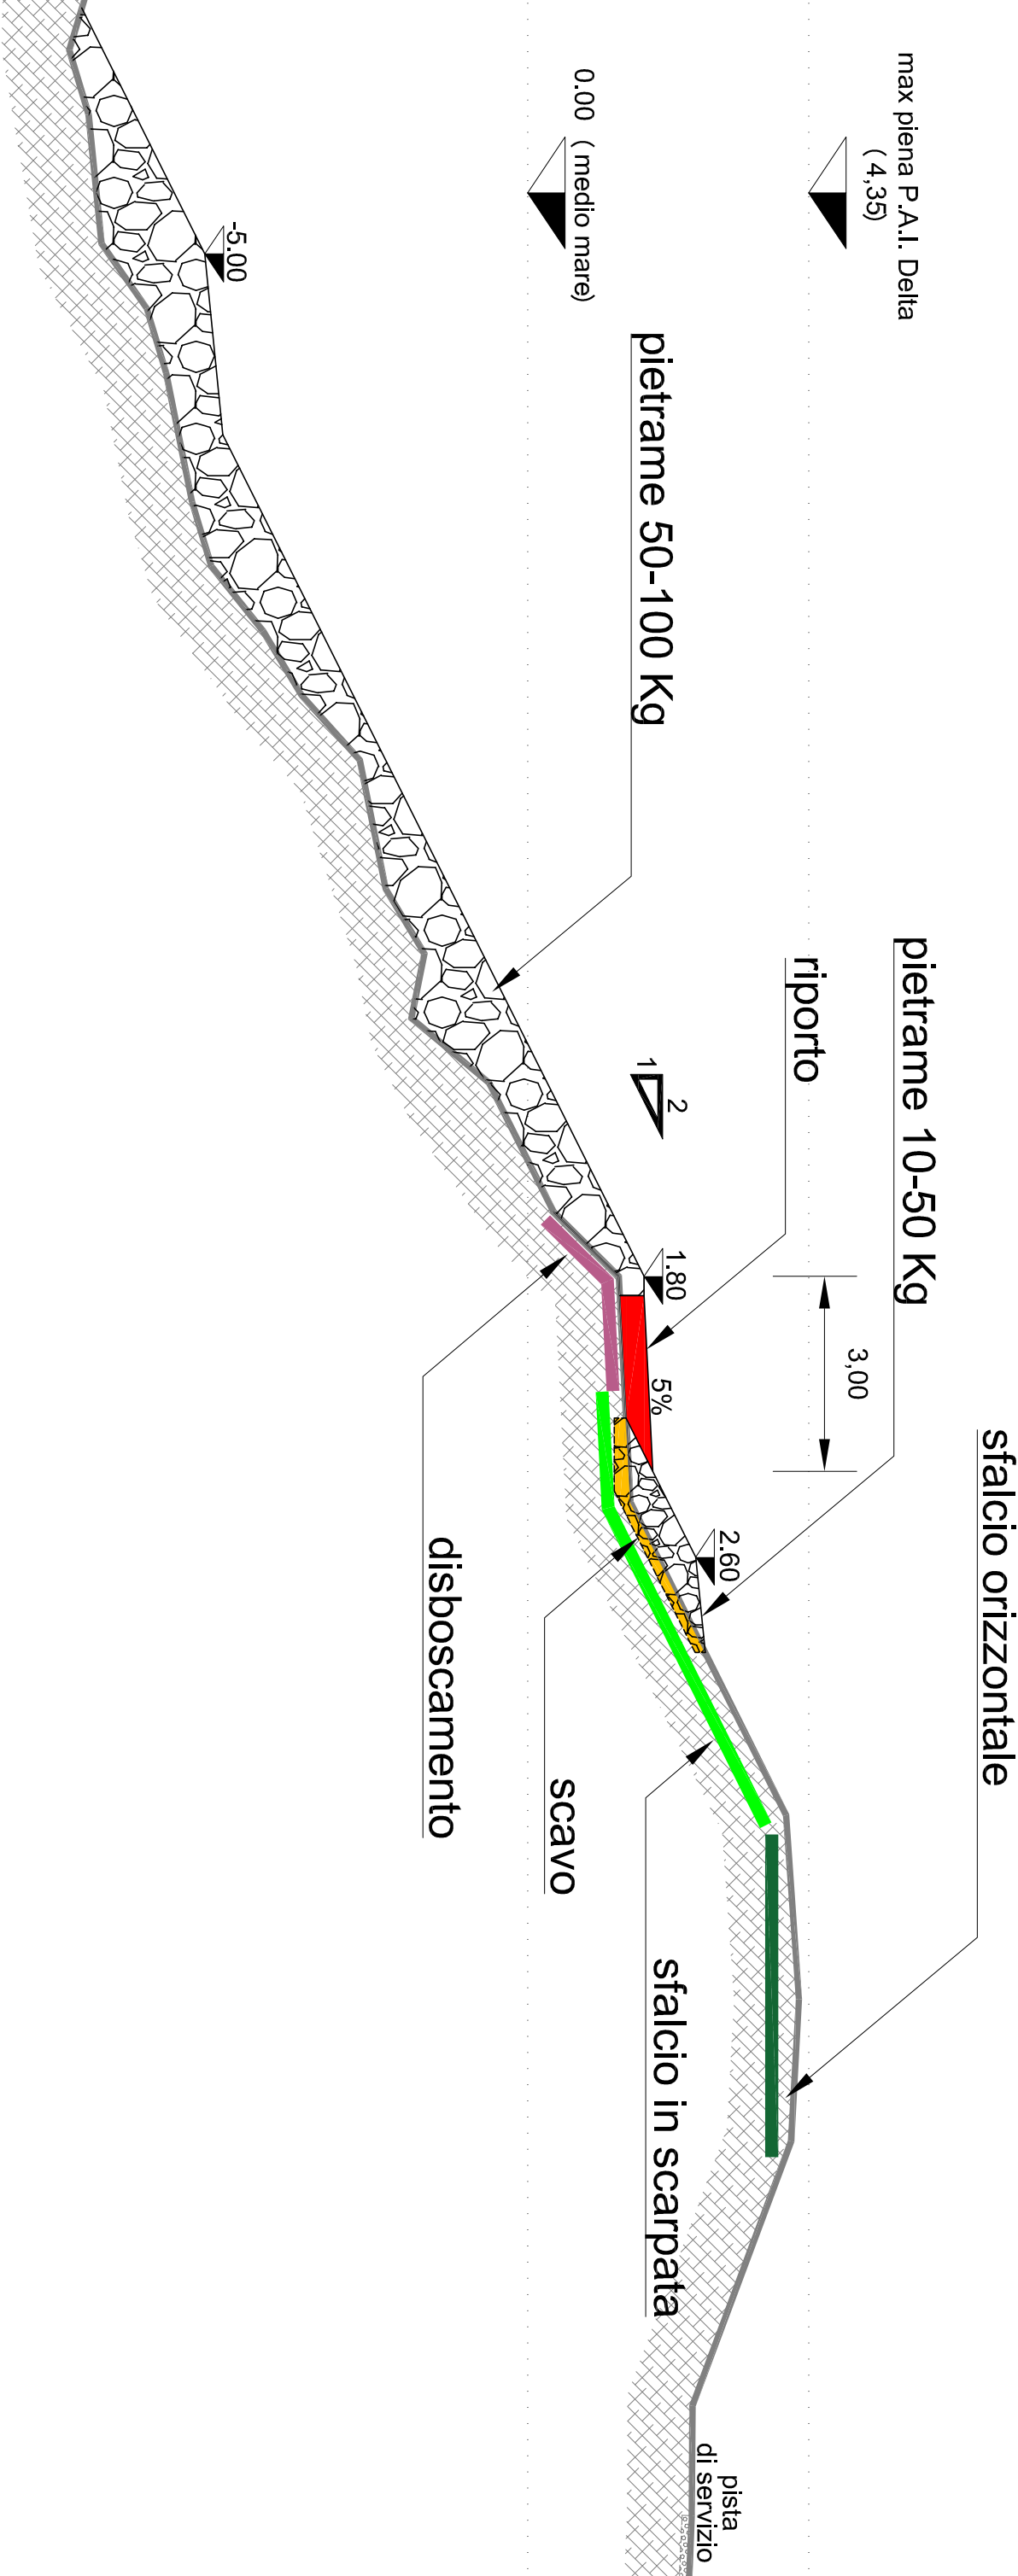 max piena P.A.I. Delta
( 4,35)
0.00 ( medio mare)
-5.00
pietrame 50-100 Kg
pietrame 10-50 Kg
riporto
1
2
1.80
3,00
5%
2.60
sfalcio orizzontale
disboscamento
scavo
sfalcio in scarpata
pista
di servizio